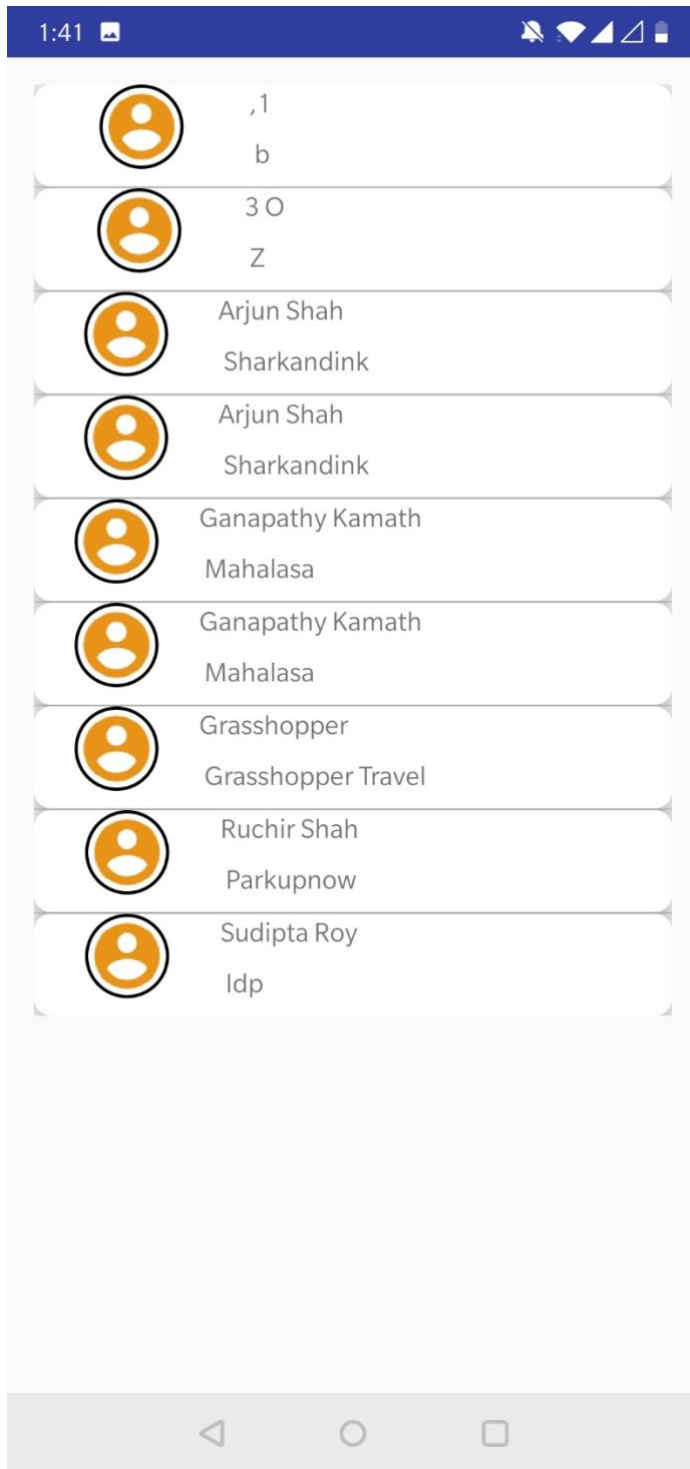 1:41
,1
b
3 O
Z
Arjun Shah
Sharkandink
Arjun Shah
Sharkandink
Ganapathy Kamath
Mahalasa
Ganapathy Kamath
Mahalasa
Grasshopper
Grasshopper Travel
Ruchir Shah
Parkupnow
Sudipta Roy
Idp